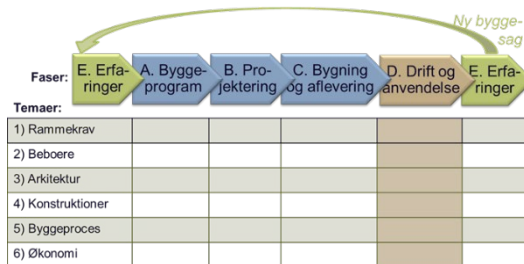 Ny bygge-
sag
Faser:
E. Erfa-
ringer
A. Bygge-
program
B. Pro-
jektering
C. Bygning
og aflevering
D. Drift og
anvendelse
E. Erfa-
ringer
Temaer:
1) Rammekrav
2) Beboere
3) Arkitektur
4) Konstruktioner
5) Byggeproces
6) Økonomi